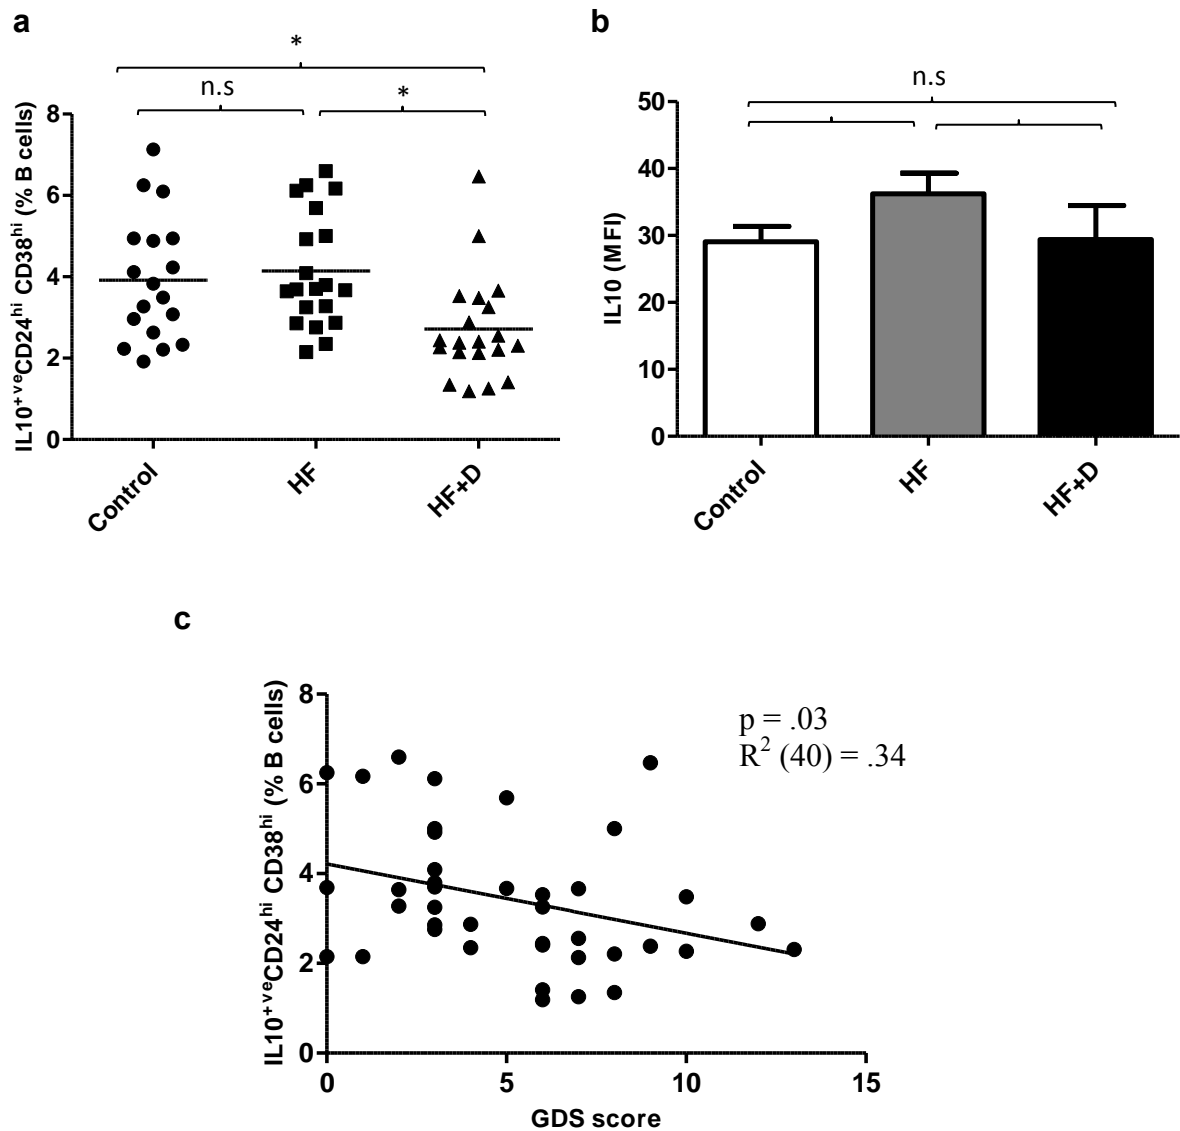 a
*
n.s
*
8
6
4
2
0
IL10+veCD24hi CD38hi (% B cells)
Control
HF
HF+D
b
n.s
50
40
30
20
10
0
IL10 (MFI)
Control
HF
HF+D
c
8
6
4
2
0
IL10+veCD24hi CD38hi (% B cells)
p = .03
R2 (40) = .34
0
5
10
15
GDS score